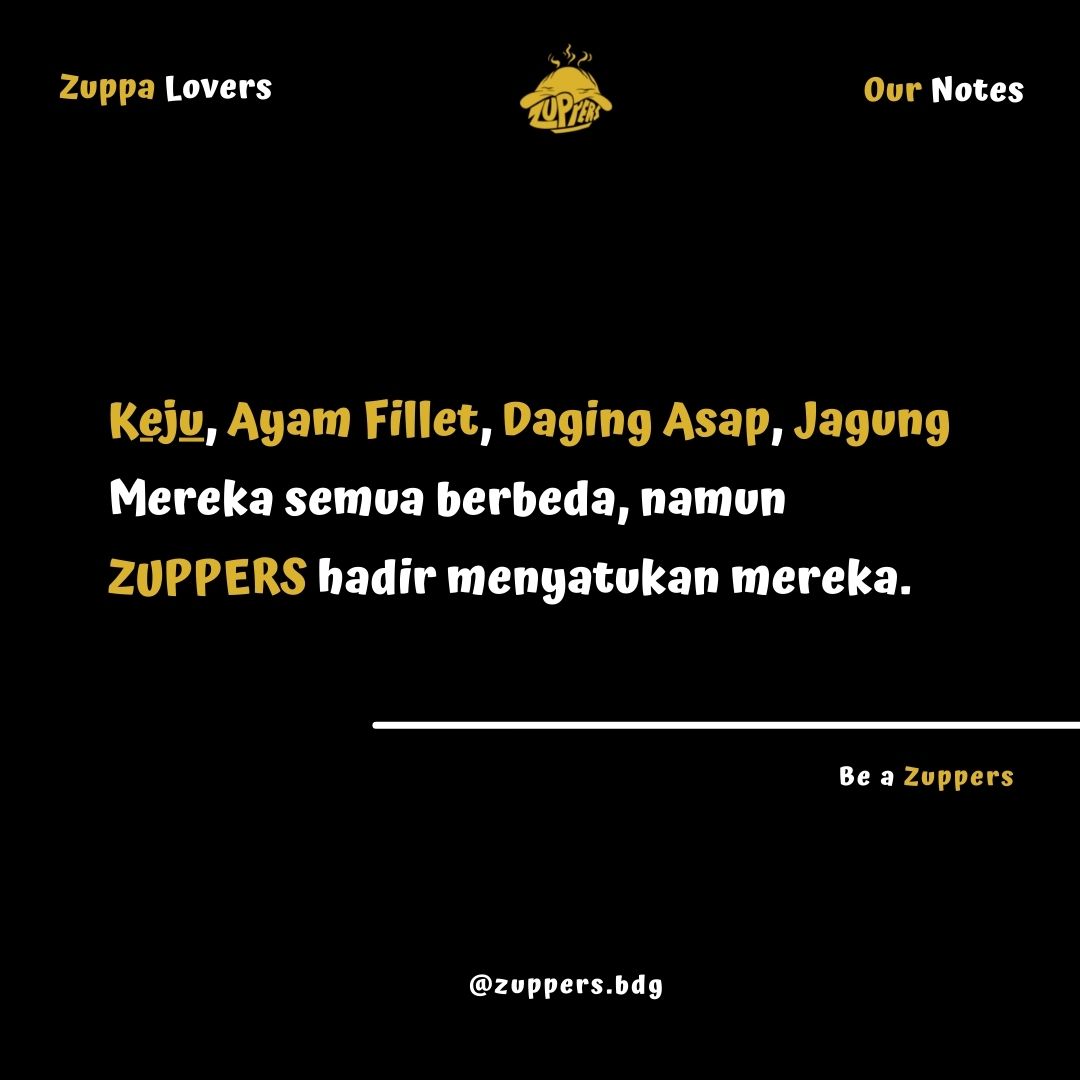 Zuppa Lovers
ZUPPERS
Our Notes
Keju, Ayam Fillet, Daging Asap, Jagung
Mereka semua berbeda, namun
ZUPPERS hadir menyatukan mereka.
Be a Zuppers
@zuppers.bdg